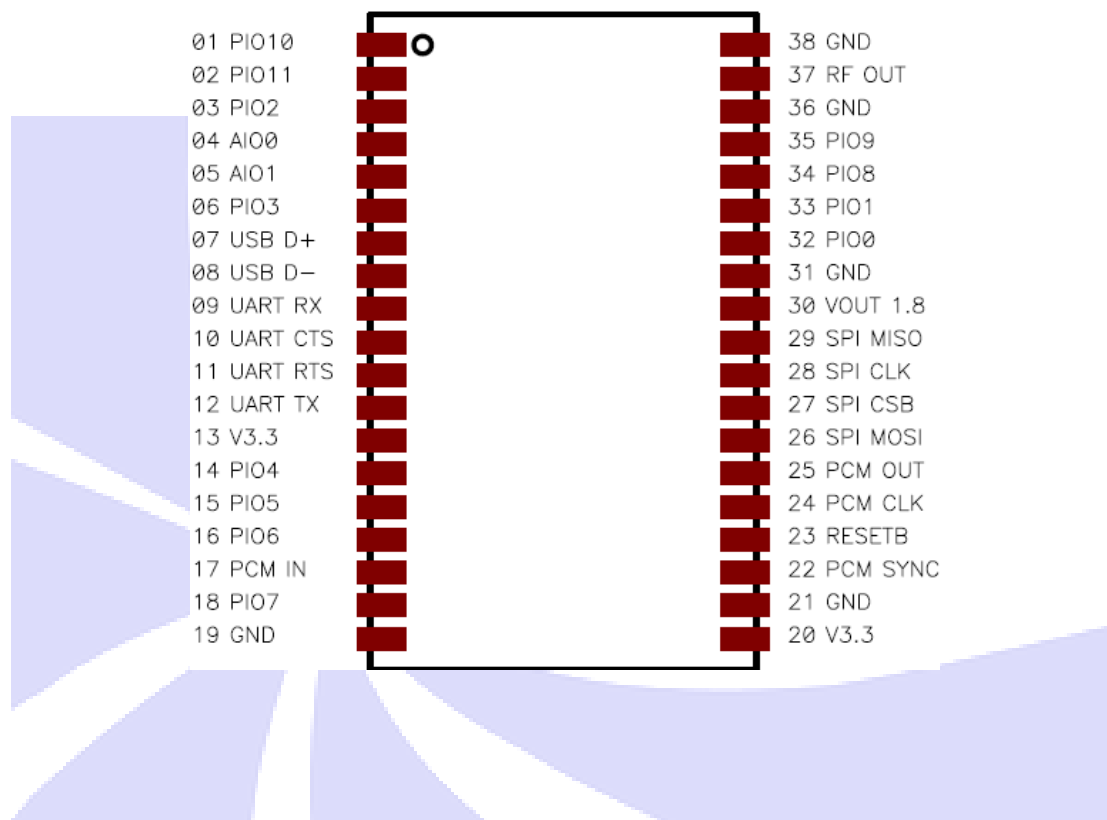 01 PIO10
02 PIO11
03 PIO2
04 AIO0
05 AIO1
06 PIO3
07 USB D+
08 USB D−
09 UART RX
10 UART CTS
11 UART RTS
12 UART TX
13 V3.3
14 PIO4
15 PIO5
16 PIO6
17 PCM IN
18 PIO7
19 GND
38 GND
37 RF OUT
36 GND
35 PIO9
34 PIO8
33 PIO1
32 PIO0
31 GND
30 VOUT 1.8
29 SPI MISO
28 SPI CLK
27 SPI CSB
26 SPI MOSI
25 PCM OUT
24 PCM CLK
23 RESETB
22 PCM SYNC
21 GND
20 V3.3